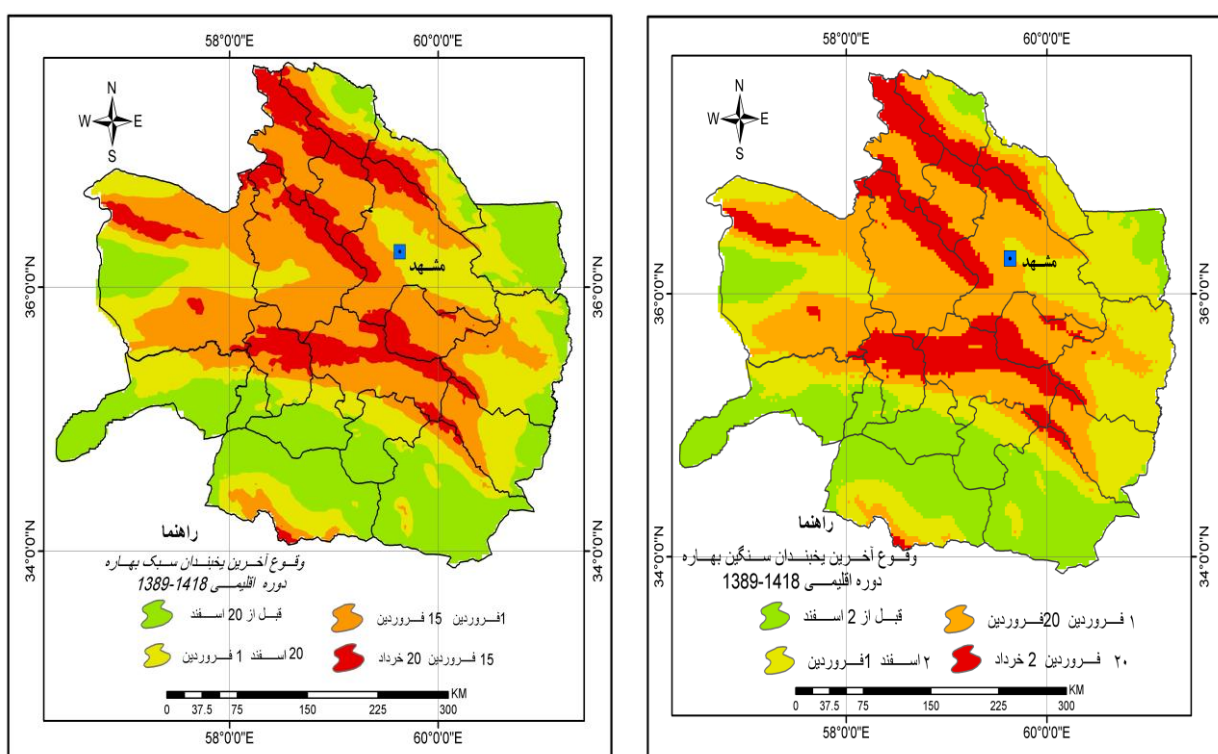 58°0'0"E 60°0'0"E
N
W E
S
36°0'0"N
36°0'0"N
مشهد
34°0'0"N
34°0'0"N
راهنما
وقوع آخرین یخبندان سبک بهاره
دوره اقلیمی 1418-1389
قبل از 20 اسفند
1فروردین 15 فروردین
20 اسفند 1 فروردین
15 فروردین 20 خرداد
KM
0 37.5 75 150 225 300
58°0'0"E 60°0'0"E
58°0'0"E 60°0'0"E
N
W E
S
36°0'0"N
36°0'0"N
مشهد
34°0'0"N
34°0'0"N
راهنما
وقوع آخرین یخبندان سنگین بهاره
دوره اقلیمی 1418-1389
قبل از 2 اسفند
۱ فروردین 20فروردین
۲ اسفند 1فروردین
۲۰ فروردین 2 خرداد
KM
0 37.5 75 150 225 300
58°0'0"E 60°0'0"E